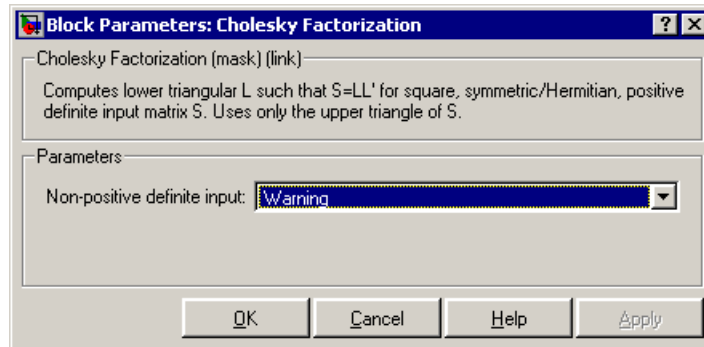 Block Parameters: Cholesky Factorization
Cholesky Factorization (mask) (link)
Computes lower triangular L such that S=LL' for square, symmetric/Hermitian, positive
definite input matrix S. Uses only the upper triangle of S.
Parameters
Non-positive definite input: Warning
OK Cancel Help Apply